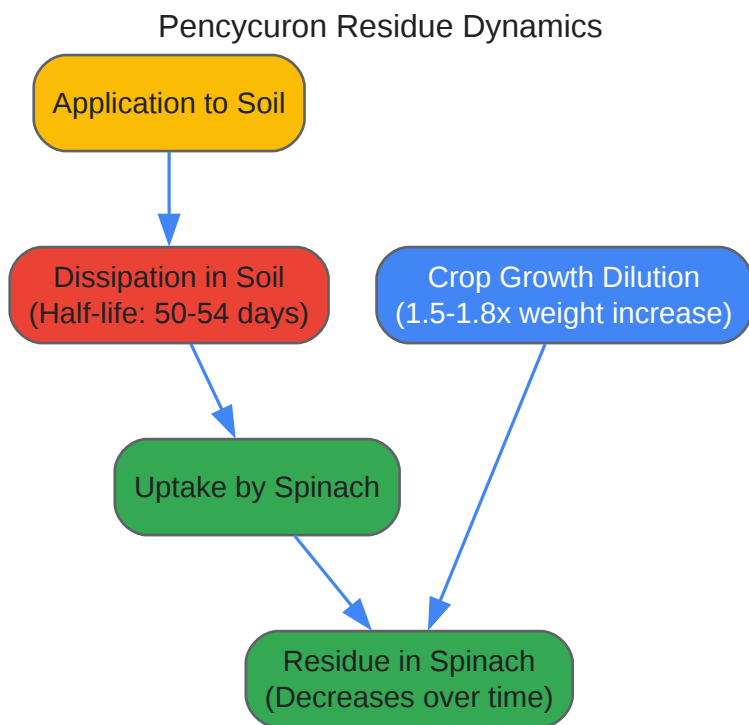 Pencycuron Residue Dynamics
Application to Soil
Dissipation in Soil
(Half-life: 50-54 days)
Crop Growth Dilution
(1.5-1.8x weight increase)
Uptake by Spinach
Residue in Spinach
(Decreases over time)